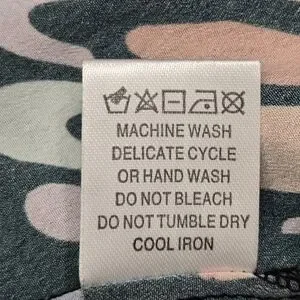 MACHINE WASH
DELICATE CYCLE
OR HAND WASH
DO NOT BLEACH
DO NOT TUMBLE DRY
COOL IRON